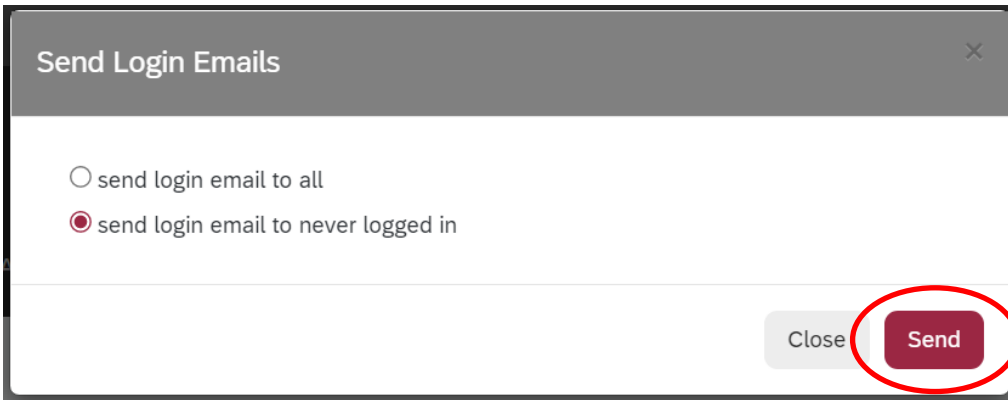 Send Login Emails
×
send login email to all
send login email to never logged in
Close
Send